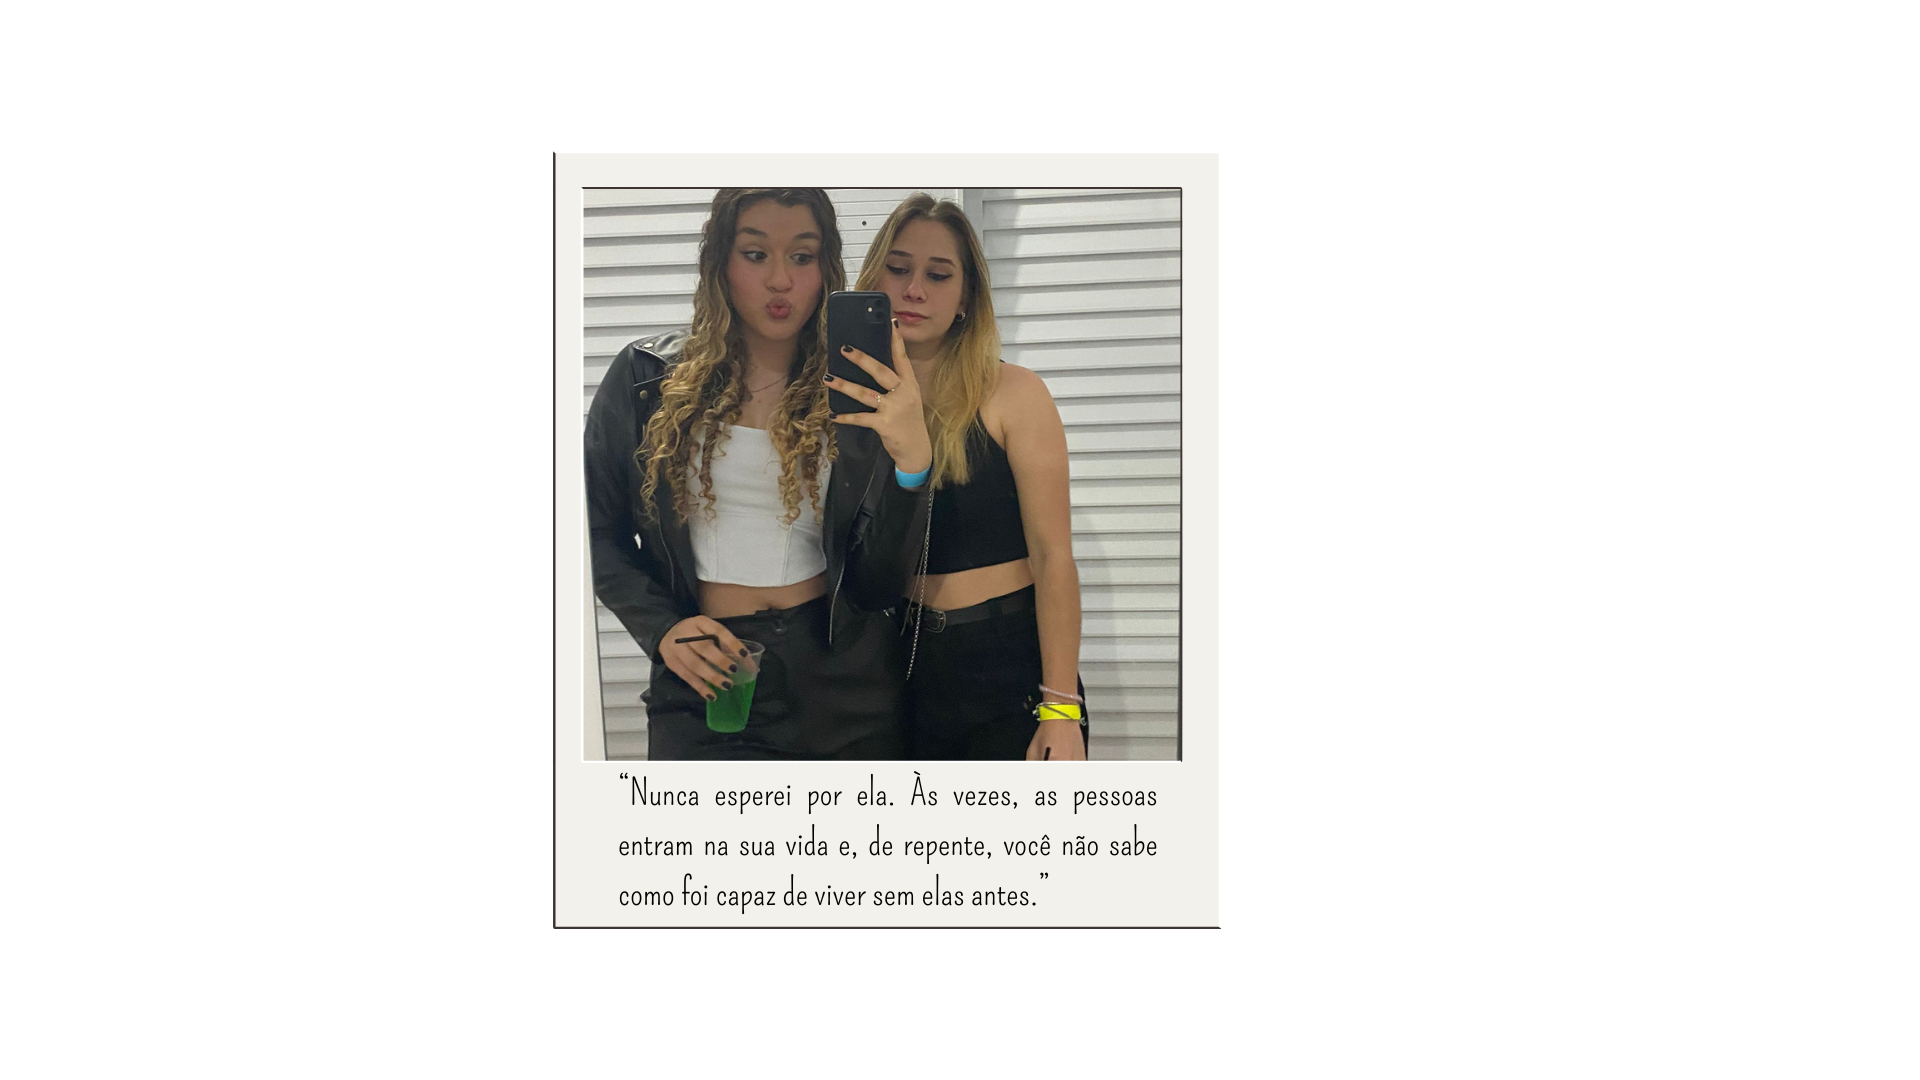 “Nunca esperei por ela. Às vezes, as pessoas
entram na sua vida e, de repente, você não sabe
como foi capaz de viver sem elas antes.”